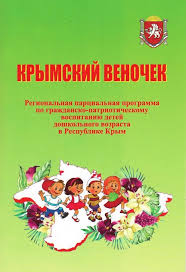 КРЫМСКИЙ ВЕНОЧЕК
Региональная парциальная программа
по гражданско-патриотическому
воспитанию детей
дошкольного возраста
в Республике Крым